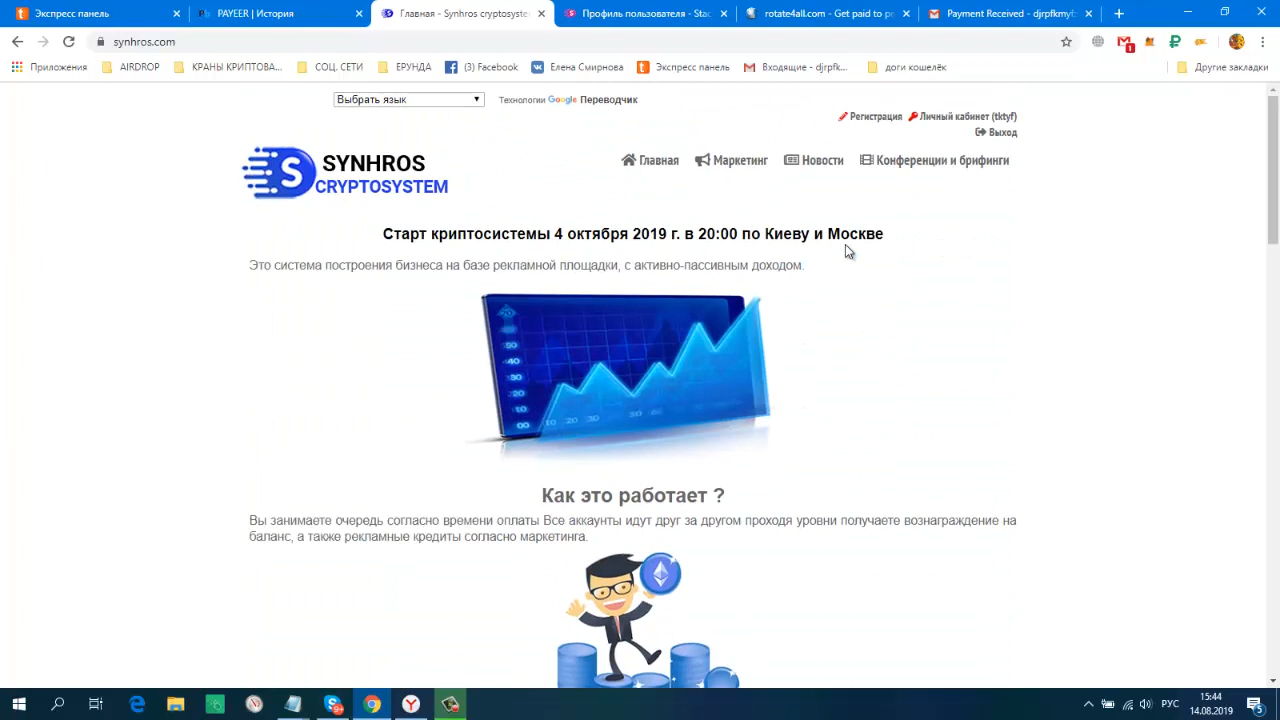 Экспресс панель
PAYEER | История
Главная - Synhros cryptosystem
Профиль пользователя - Stac
rotate4all.com - Get paid to p
Payment Received - djrpfkmyf
synhros.com
1
Приложения
AIRDROP
КРАНЫ КРИПТОВА...
СОЦ. СЕТИ
ЕРУНДА
(3) Facebook
Елена Смирнова
Экспресс панель
Входящие - djrpfk...
доги кошелёк
Другие закладки
Выбрать язык
Технологии Google Переводчик
Регистрация Личный кабинет (tktyf)
Выход
SYNHROS
CRYPTOSYSTEM
Главная Маркетинг Новости Конференции и брифинги
Старт криптосистемы 4 октября 2019 г. в 20:00 по Киеву и Москве
Это система построения бизнеса на базе рекламной площадки, с активно-пассивным доходом.
Как это работает ?
Вы занимаете очередь согласно времени оплаты Все аккаунты идут друг за другом проходя уровни получаете вознаграждение на
баланс, а также рекламные кредиты согласно маркетинга.
РУС
15:44
14.08.2019